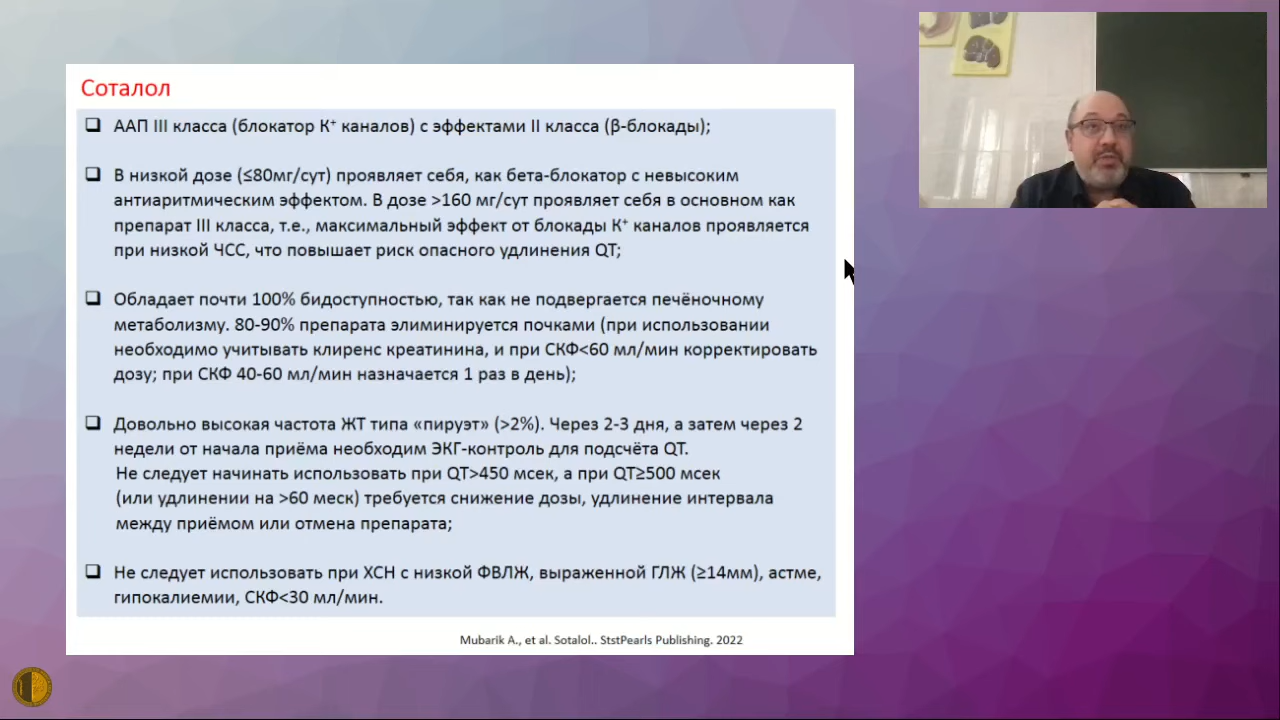 Соталол
ААП III класса (блокатор К⁺ каналов) с эффектами II класса (β-блокады);
В низкой дозе (≤80мг/сут) проявляет себя, как бета-блокатор с невысоким
антиаритмическим эффектом. В дозе >160 мг/сут проявляет себя в основном как
препарат III класса, т.е., максимальный эффект от блокады К⁺ каналов проявляется
при низкой ЧСС, что повышает риск опасного удлинения QT;
Обладает почти 100% бидоступностью, так как не подвергается печёночному
метаболизму. 80-90% препарата элиминируется почками (при использовании
необходимо учитывать клиренс креатинина, и при СКФ<60 мл/мин корректировать
дозу; при СКФ 40-60 мл/мин назначается 1 раз в день);
Довольно высокая частота ЖТ типа «пируэт» (>2%). Через 2-3 дня, а затем через 2
недели от начала приёма необходим ЭКГ-контроль для подсчёта QT.
Не следует начинать использовать при QT>450 мсек, а при QT≥500 мсек
(или удлинении на >60 меск) требуется снижение дозы, удлинение интервала
между приёмом или отмена препарата;
Не следует использовать при ХСН с низкой ФВЛЖ, выраженной ГЛЖ (≥14мм), астме,
гипокалиемии, СКФ<30 мл/мин.
Mubarik A., et al. Sotalol.. StstPearls Publishing. 2022